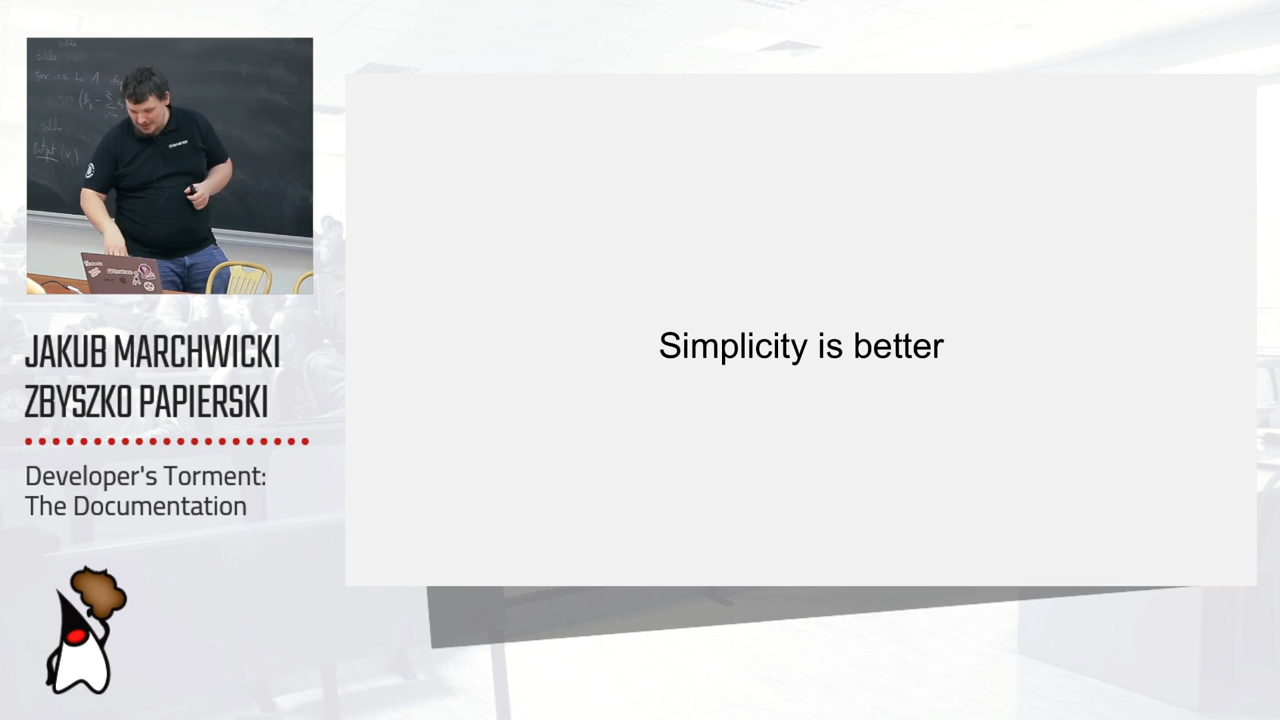 JAKUB MARCHWICKI
ZBYSZKO PAPIERSKI
Developer's Torment:
The Documentation
Simplicity is better